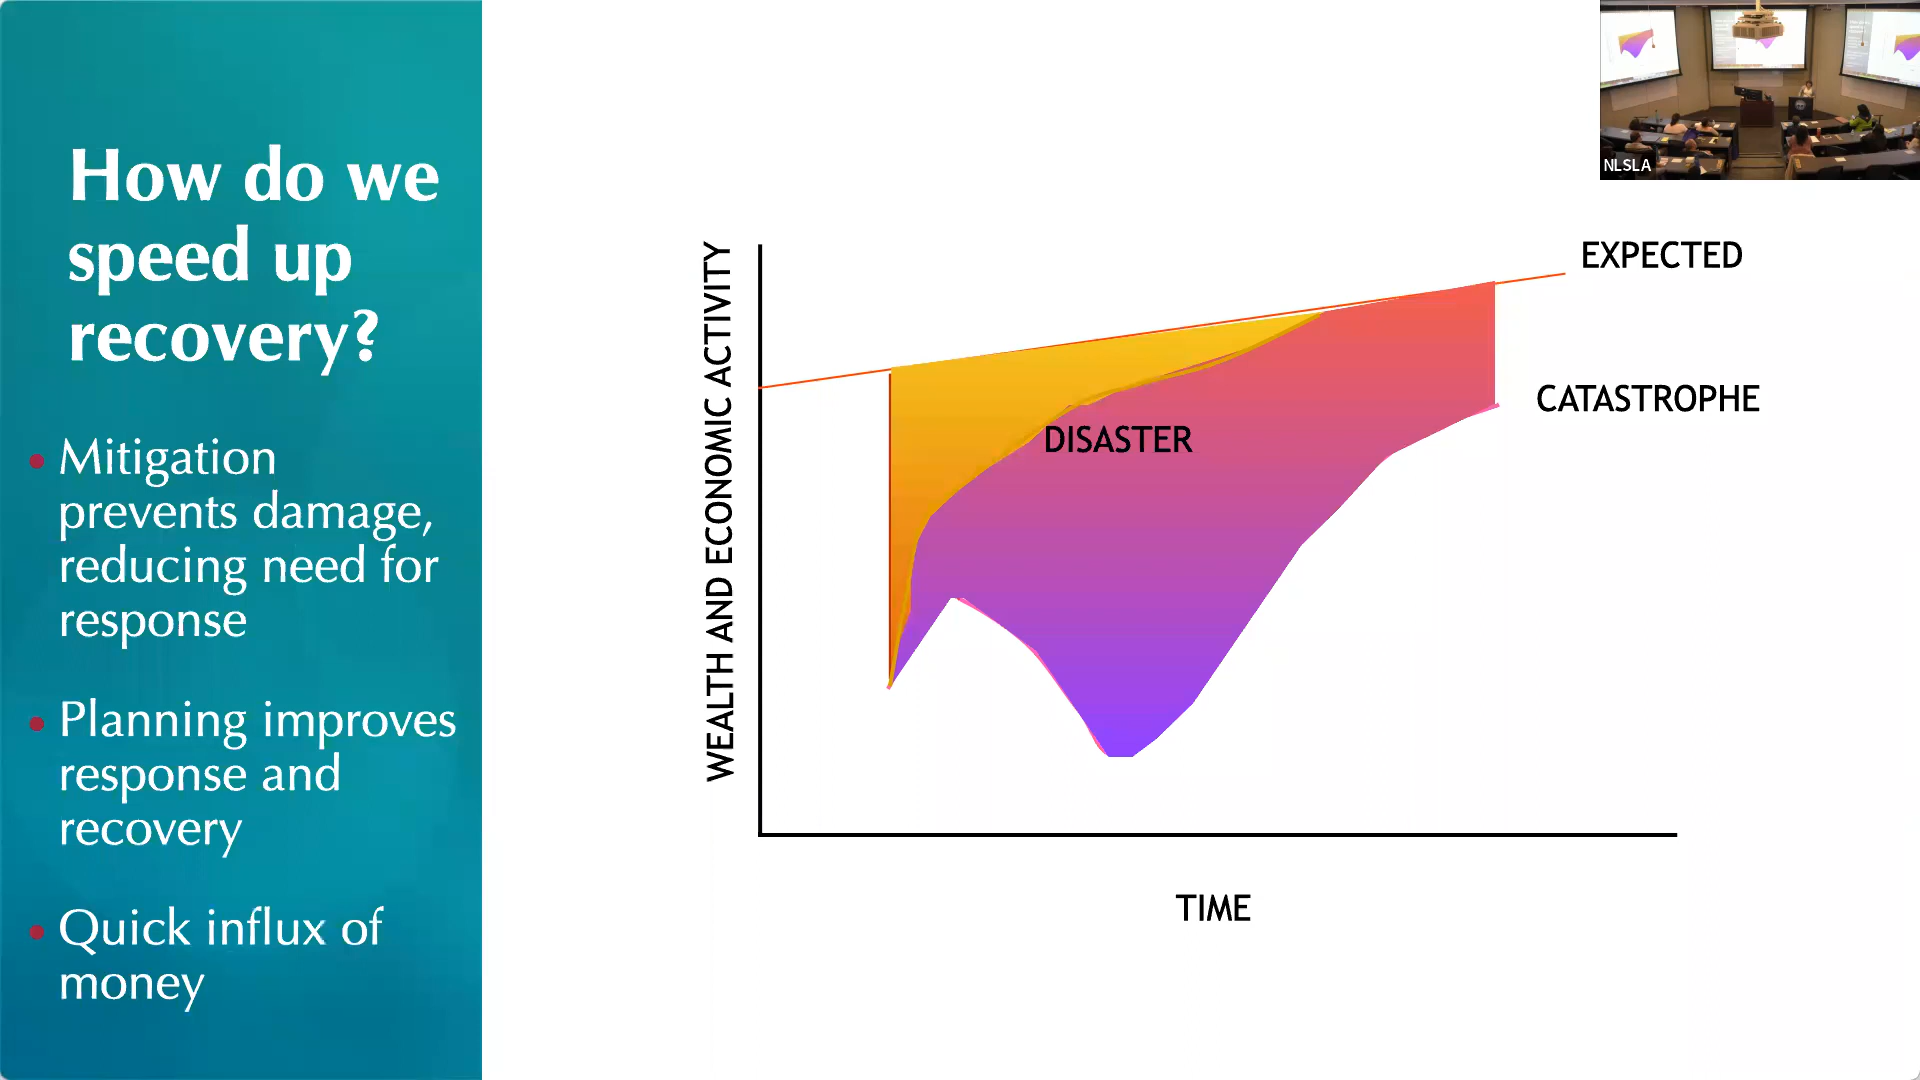 How do we
speed up
recovery?
• Mitigation
prevents damage,
reducing need for
response
• Planning improves
response and
recovery
• Quick influx of
money
WEALTH AND ECONOMIC ACTIVITY
EXPECTED
CATASTROPHE
DISASTER
TIME
NLSLA